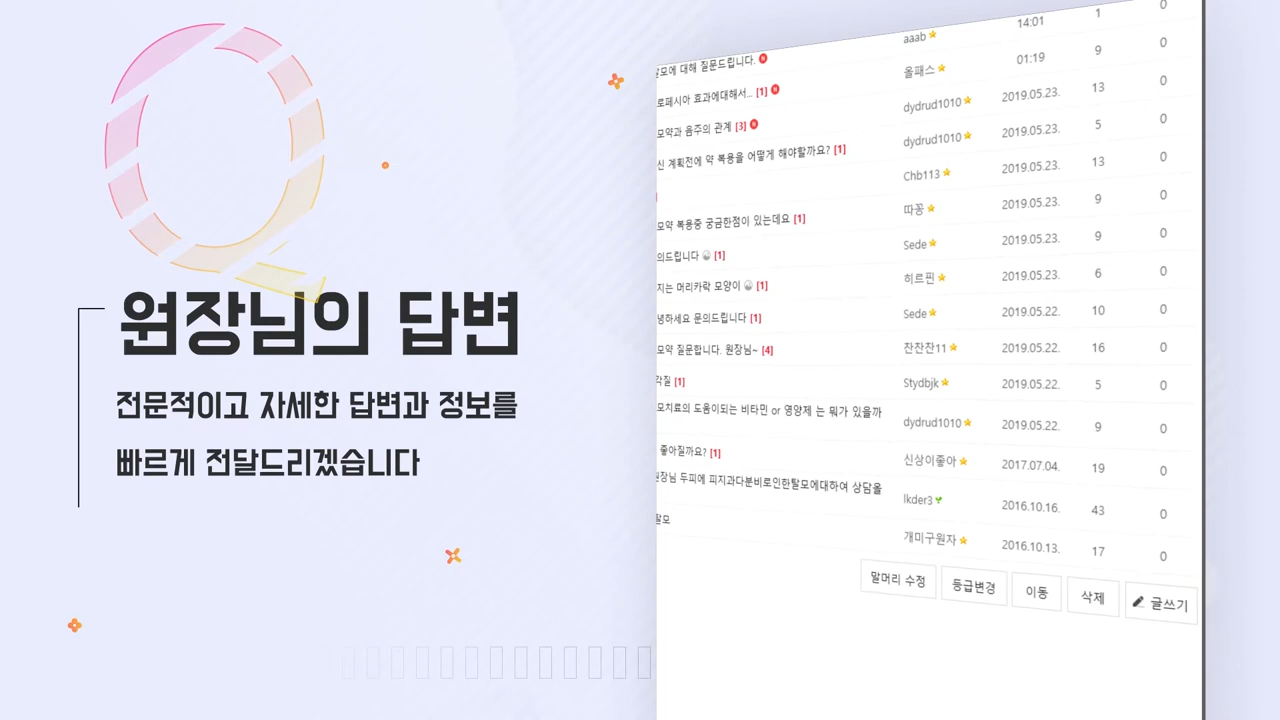 Q
원장님의 답변
전문적이고 자세한 답변과 정보를
빠르게 전달드리겠습니다
aaab 14:01 1 0
탈모에 대해 질문드립니다. 올패스 01:19 9 0
로페시아 효과에대해서... [1] dydrud1010 2019.05.23. 13 0
모약과 음주의 관계 [3] dydrud1010 2019.05.23. 5 0
신 계획전에 약 복용을 어떻게 해야할까요? [1] Chb113 2019.05.23. 13 0
따꽁 2019.05.23. 9 0
모약 복용중 궁금한점이 있는데요 [1] Sede 2019.05.23. 9 0
의드립니다 [1] 히르핀 2019.05.23. 6 0
지는 머리카락 모양이 [1] Sede 2019.05.22. 10 0
녕하세요 문의드립니다 [1] 잔잔잔11 2019.05.22. 16 0
모약 질문합니다. 원장님~ [4] Stydbjk 2019.05.22. 5 0
각질 [1] dydrud1010 2019.05.22. 9 0
모치료의 도움이되는 비타민 or 영양제 는 뭐가 있을까
좋아질까요? [1] 신상이좋아 2017.07.04. 19 0
원장님 두피에 피지과다분비로인한탈모에대하여 상담을 lkder3 2016.10.16. 43 0
탈모 개미구원자 2016.10.13. 17 0
말머리 수정 등급변경 이동 삭제 글쓰기